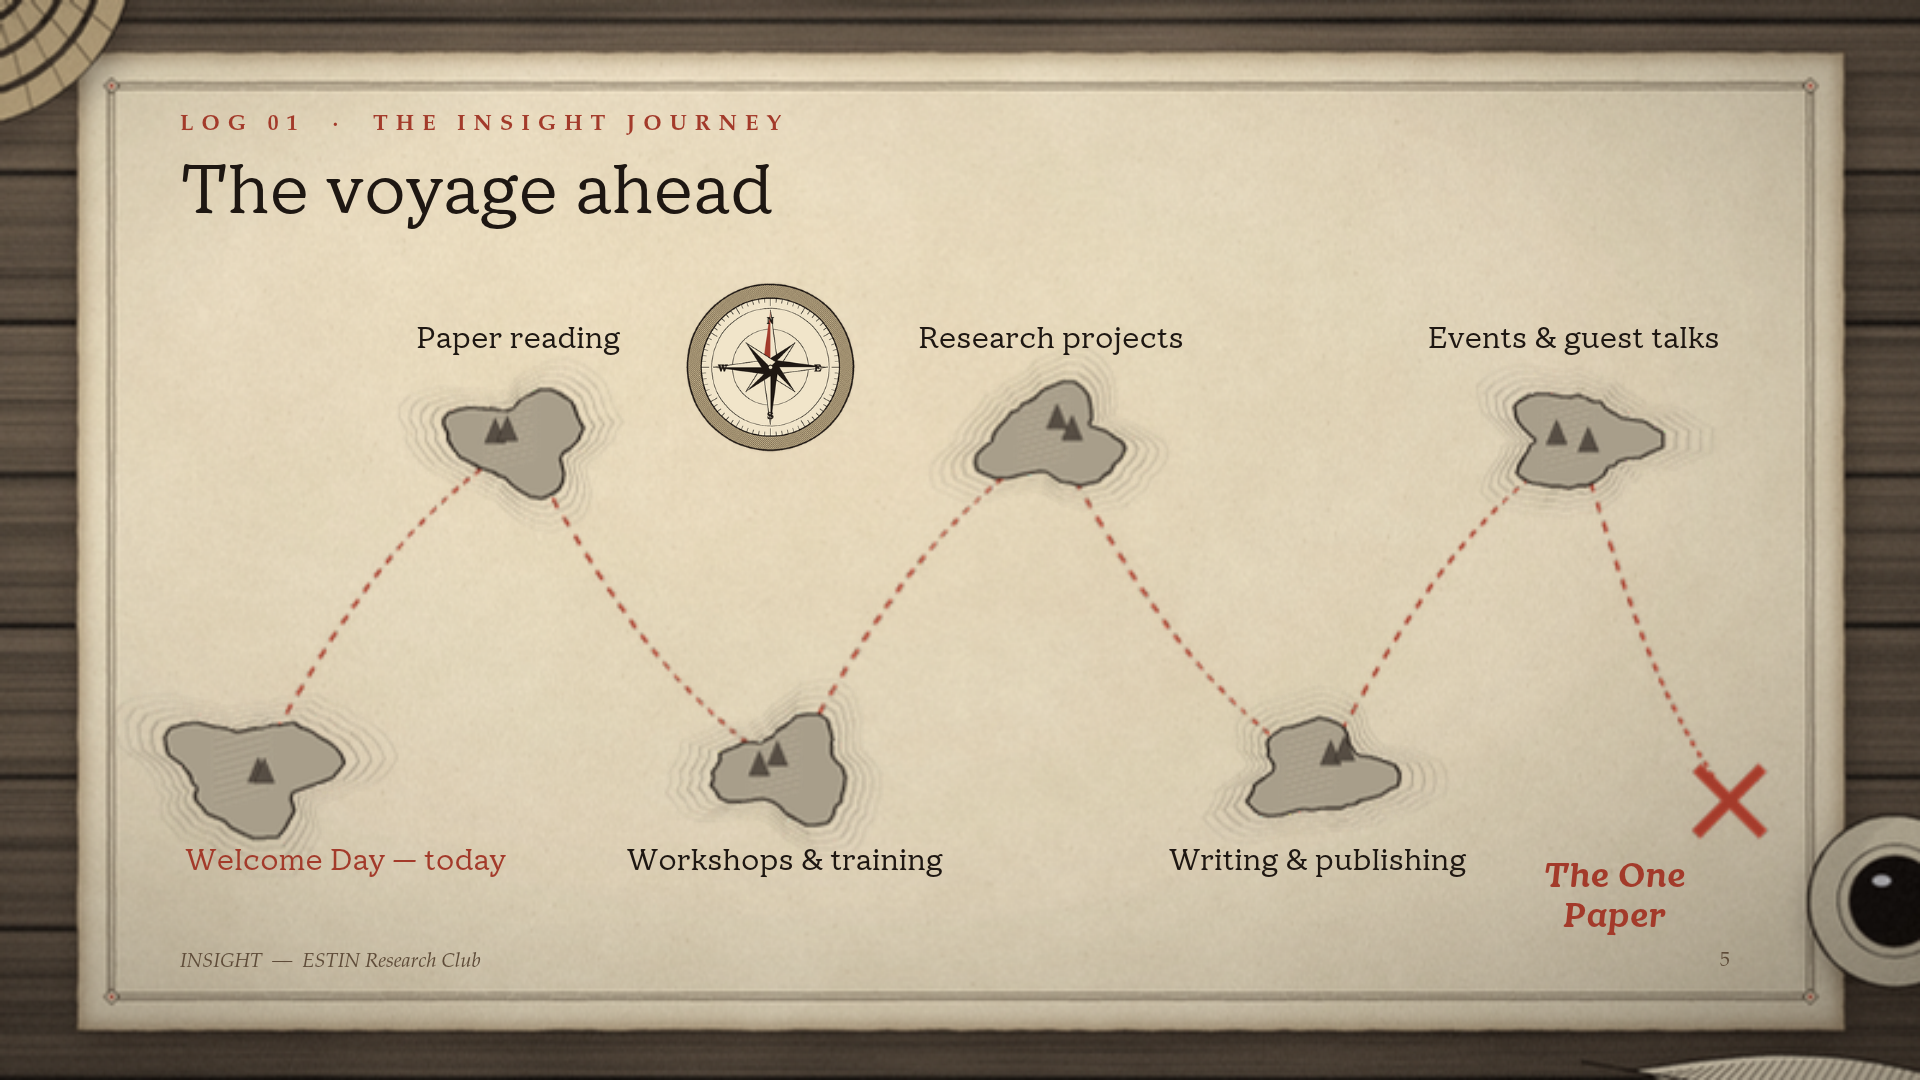 LOG 01 · THE INSIGHT JOURNEY
The voyage ahead
Paper reading
Research projects
Events & guest talks
N
W E
S
Welcome Day — today
Workshops & training
Writing & publishing
The One
Paper
INSIGHT — ESTIN Research Club
5